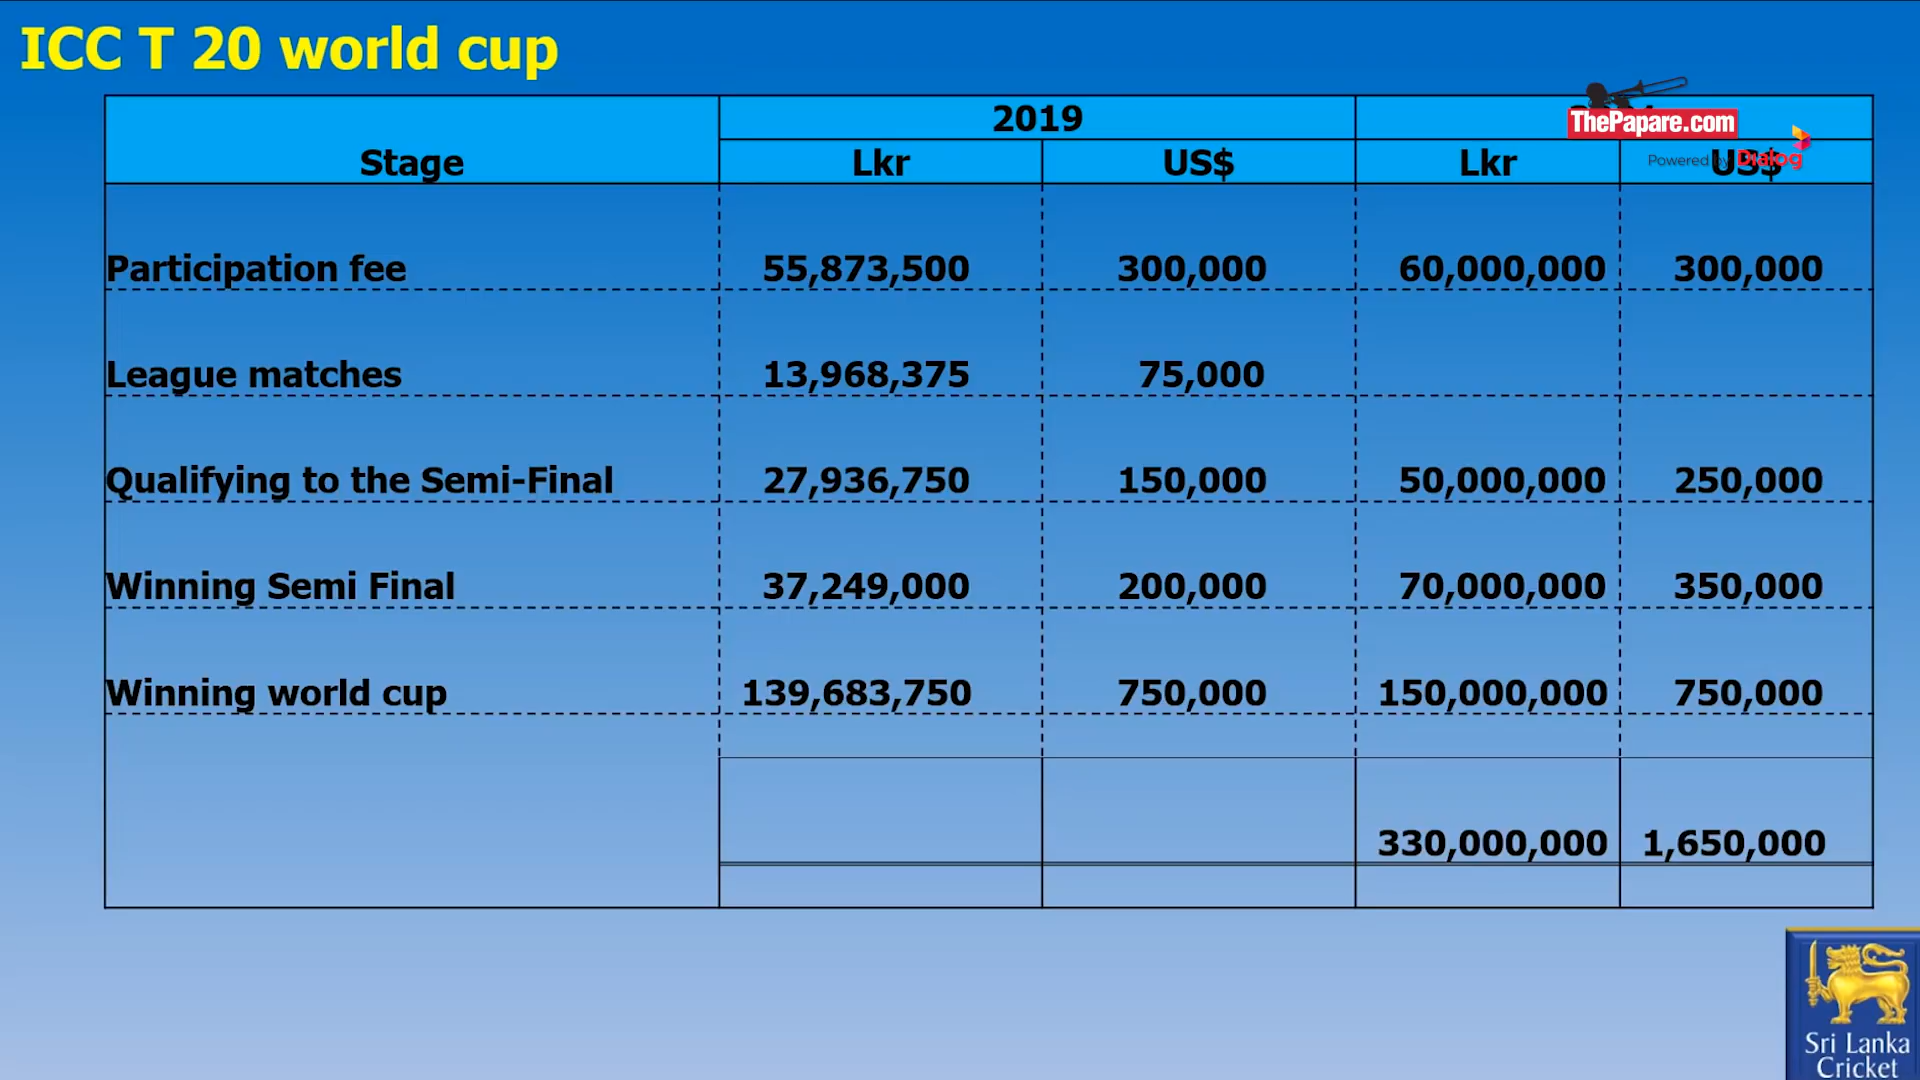 ICC T 20 world cup
Stage 2019
Lkr US$ Lkr US$
Participation fee 55,873,500 300,000 60,000,000 300,000
League matches 13,968,375 75,000
Qualifying to the Semi-Final 27,936,750 150,000 50,000,000 250,000
Winning Semi Final 37,249,000 200,000 70,000,000 350,000
Winning world cup 139,683,750 750,000 150,000,000 750,000
330,000,000 1,650,000
ThePapare.com
Powered by Dialog
Sri Lanka
Cricket